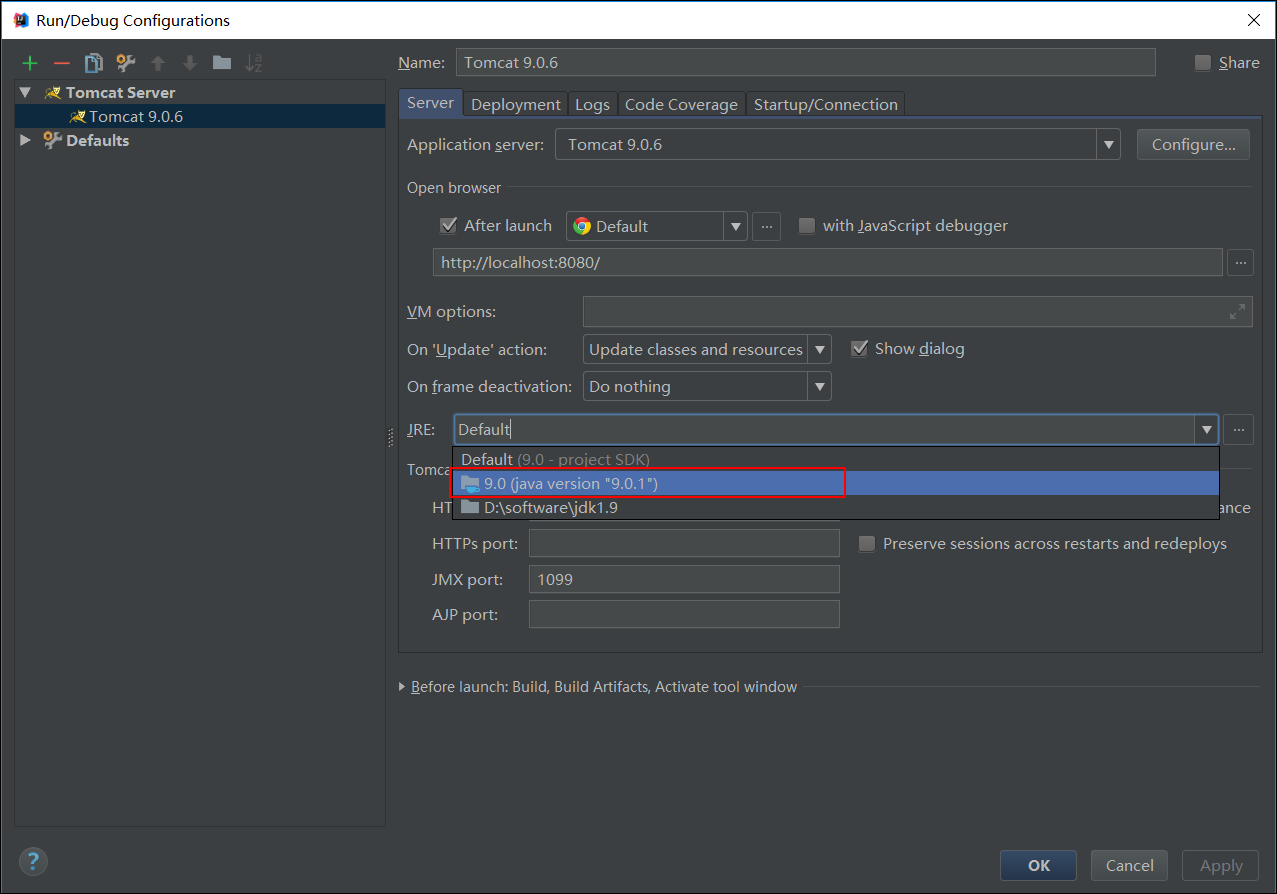 Run/Debug Configurations
Name: Tomcat 9.0.6 Share
Tomcat Server
Tomcat 9.0.6
Defaults
Server Deployment Logs Code Coverage Startup/Connection
Application server: Tomcat 9.0.6 Configure...
Open browser
After launch Default ... with JavaScript debugger
http://localhost:8080/ ...
VM options:
On 'Update' action: Update classes and resources Show dialog
On frame deactivation: Do nothing
JRE: Default ...
Default (9.0 - project SDK)
Tomca
9.0 (java version "9.0.1")
HT D:\software\jdk1.9 ance
HTTPs port: Preserve sessions across restarts and redeploys
JMX port: 1099
AJP port:
Before launch: Build, Build Artifacts, Activate tool window
? OK Cancel Apply